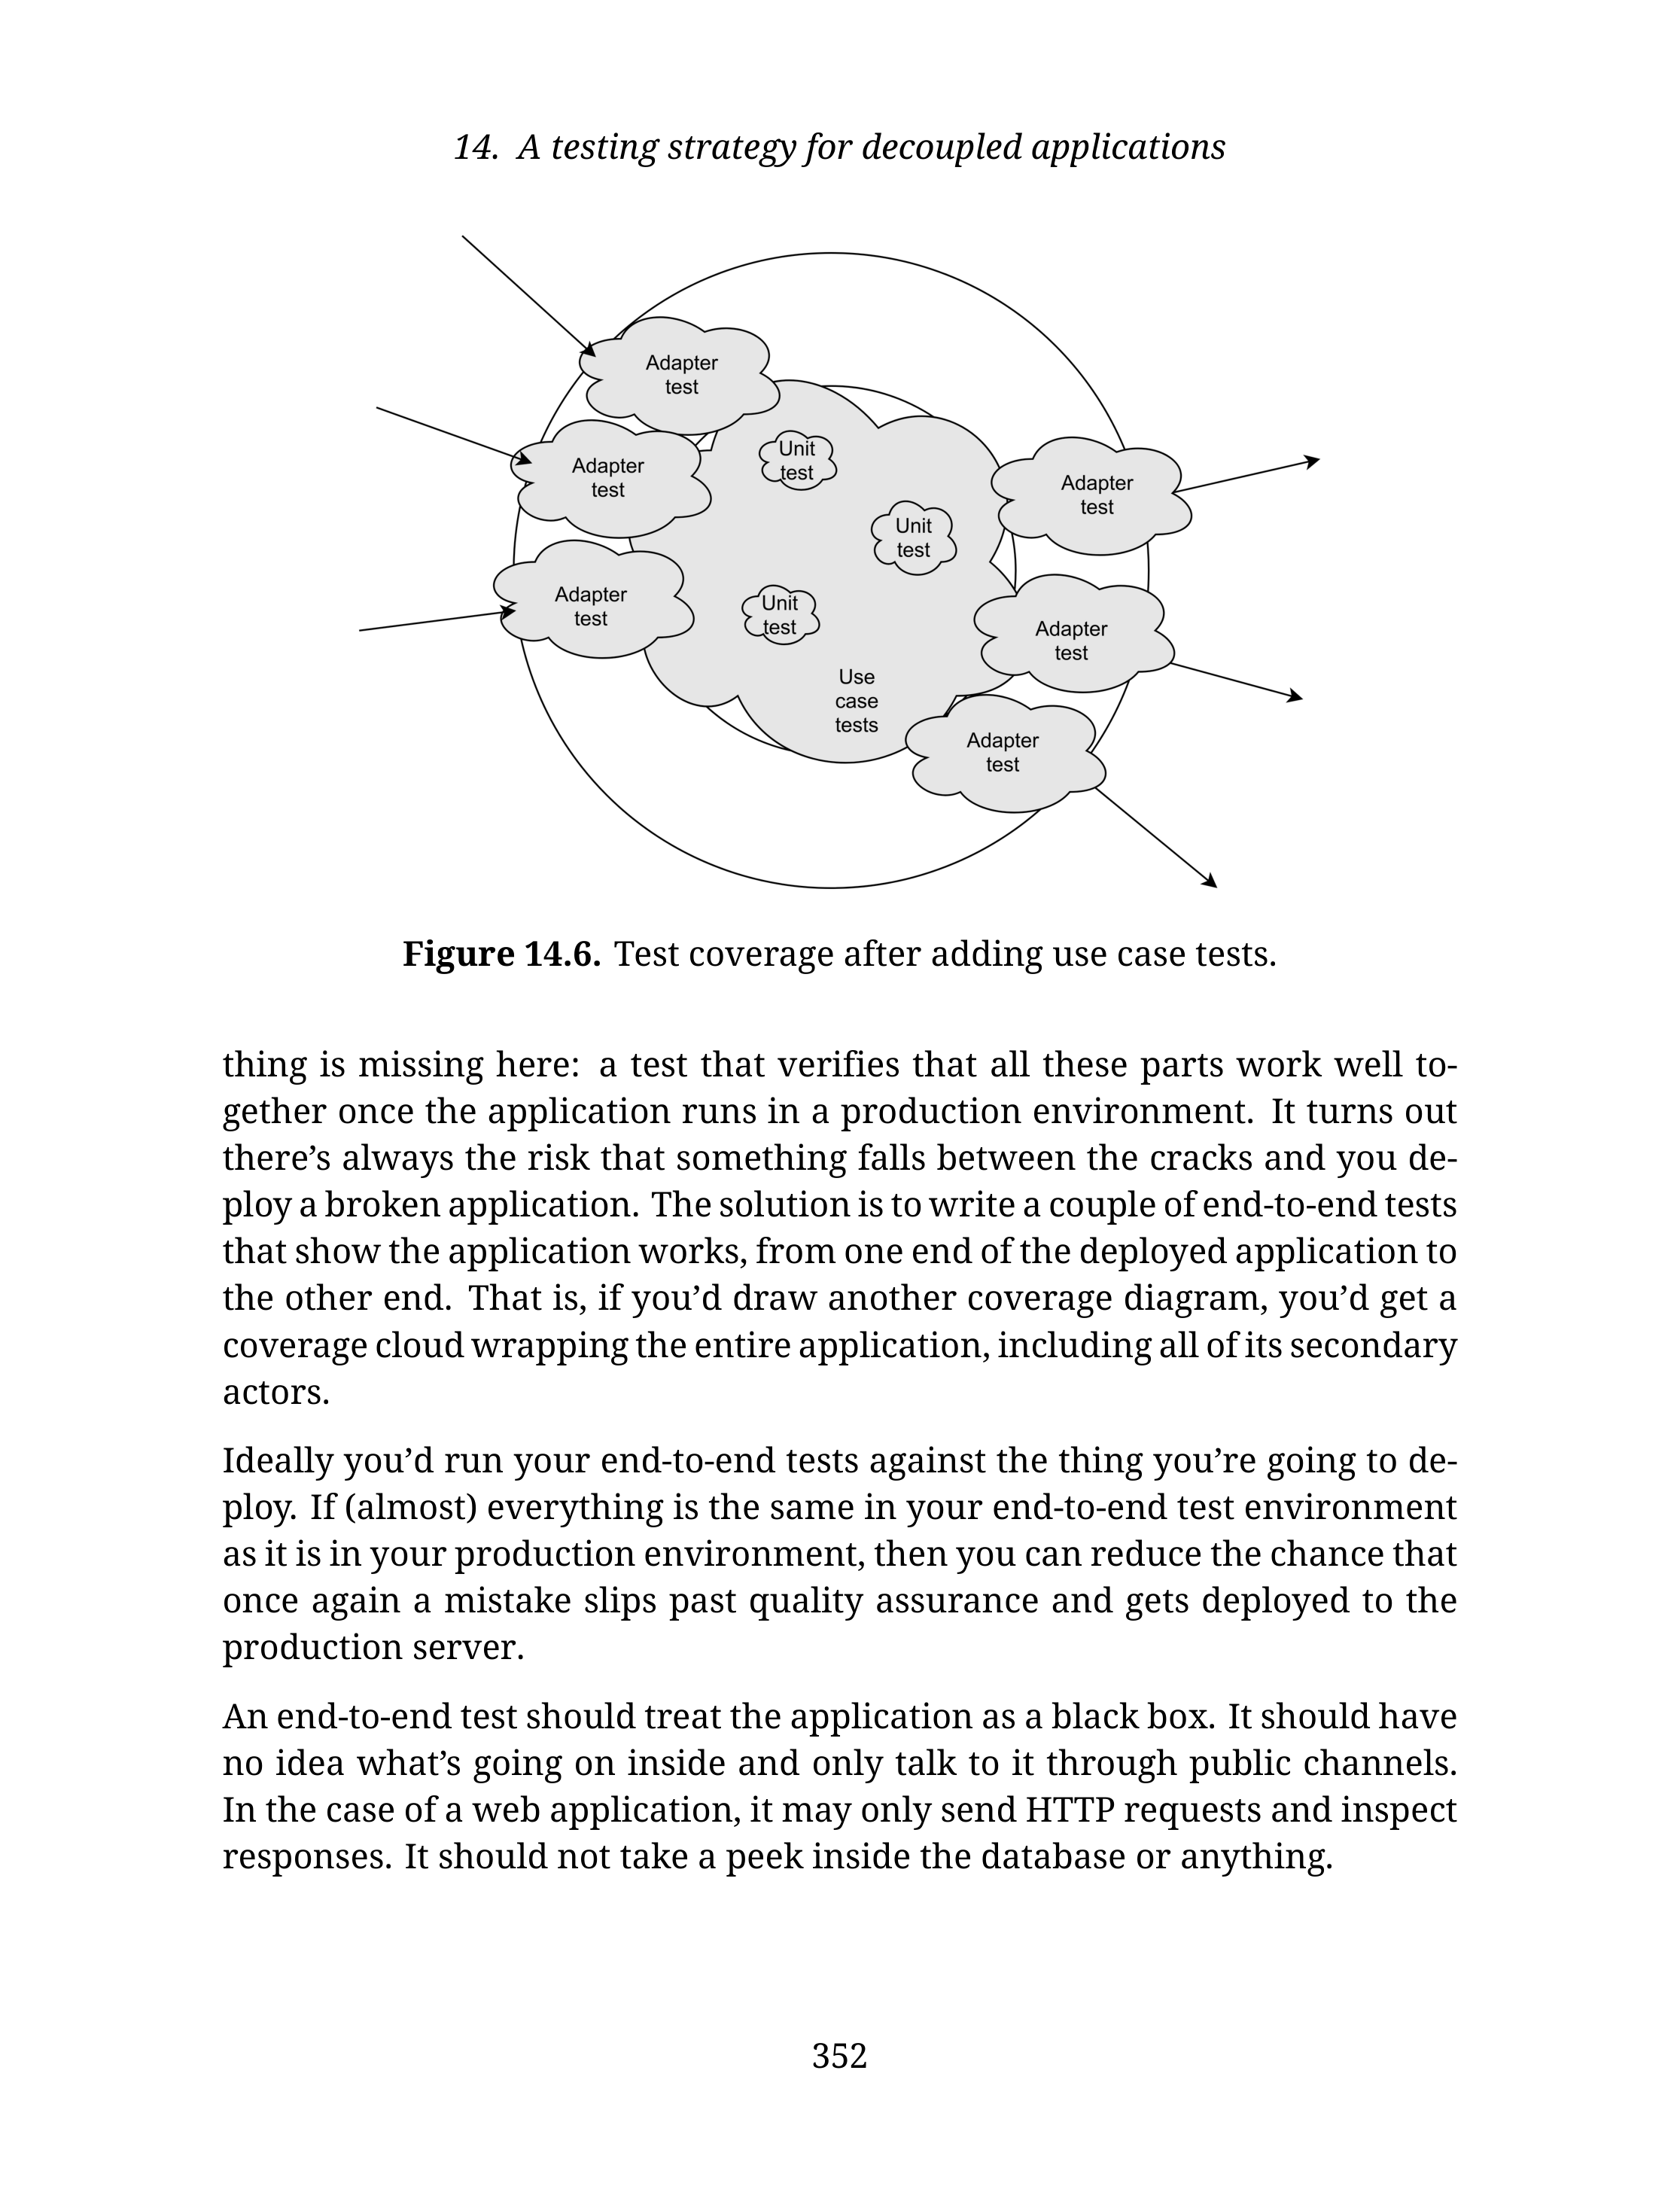 14. A testing strategy for decoupled applications
Adapter
test
Adapter
test
Adapter
test
Unit
test
Unit
test
Unit
test
Use
case
tests
Adapter
test
Adapter
test
Adapter
test
Figure 14.6. Test coverage after adding use case tests.
thing is missing here: a test that verifies that all these parts work well to-
gether once the application runs in a production environment. It turns out
there’s always the risk that something falls between the cracks and you de-
ploy a broken application. The solution is to write a couple of end-to-end tests
that show the application works, from one end of the deployed application to
the other end. That is, if you’d draw another coverage diagram, you’d get a
coverage cloud wrapping the entire application, including all of its secondary
actors.
Ideally you’d run your end-to-end tests against the thing you’re going to de-
ploy. If (almost) everything is the same in your end-to-end test environment
as it is in your production environment, then you can reduce the chance that
once again a mistake slips past quality assurance and gets deployed to the
production server.
An end-to-end test should treat the application as a black box. It should have
no idea what’s going on inside and only talk to it through public channels.
In the case of a web application, it may only send HTTP requests and inspect
responses. It should not take a peek inside the database or anything.
352